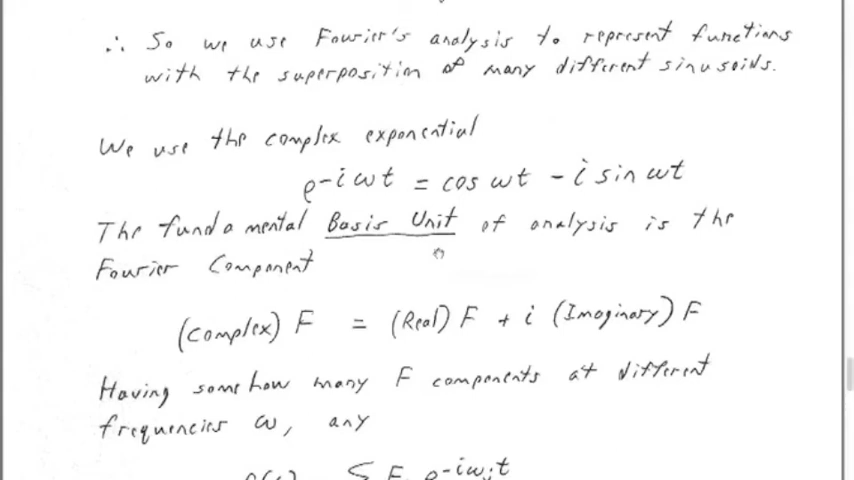 ∴ So we use Fourier's analysis to represent functions
with the superposition of many different sinusoids.
We use the complex exponential
e^{-iωt} = cos ωt - i sin ωt
The fundamental Basis Unit of analysis is the
Fourier Component
(Complex) F = (Real) F + i (Imaginary) F
Having somehow many F components at different
frequencies ω, any
Σ F e^{-iω_i t}